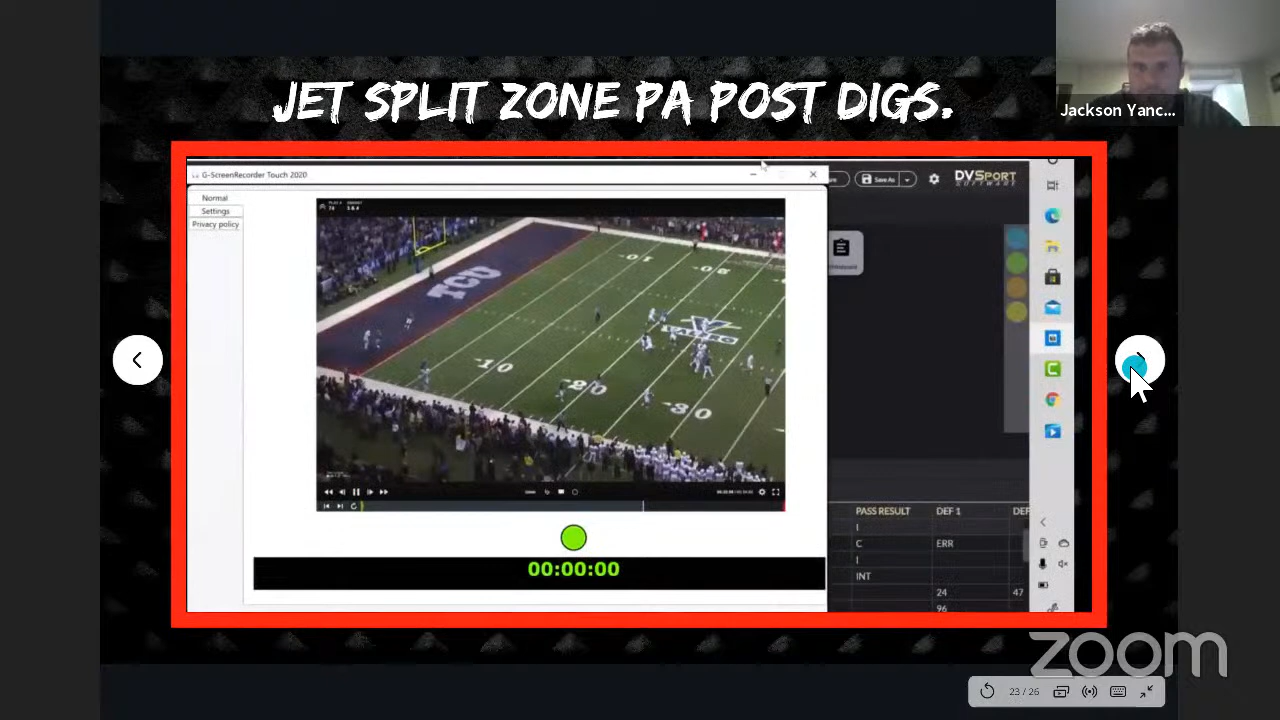 JET SPLIT ZONE PA POST DIGS.
Jackson Yanc...
G-ScreenRecorder Touch 2020
Normal
Settings
Privacy policy
Save As
DVSPORT
SOFTWARE
TCU
10
20
30
00:00:00
PASS RESULT DEF 1 DEF
I
C ERR
I
INT
24 47
96
zoom
23 / 26